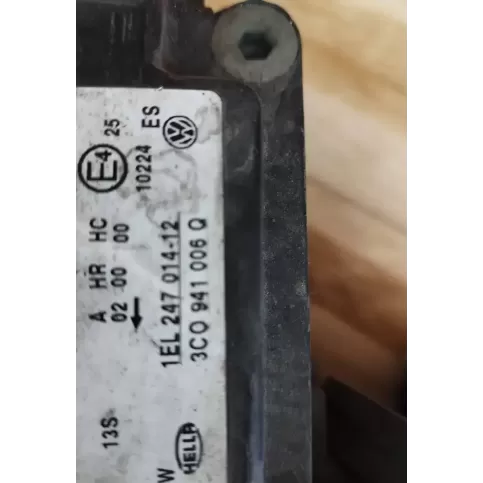 E4 25 ES
10224
A HR HC
02 00 00
1EL 247 014-12
3C0 941 006 Q
13S
W HELLA